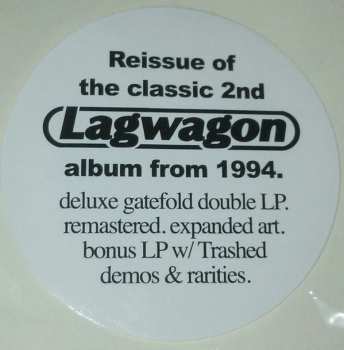 Reissue of
the classic 2nd
Lagwagon
album from 1994.
deluxe gatefold double LP.
remastered. expanded art.
bonus LP w/ Trashed
demos & rarities.